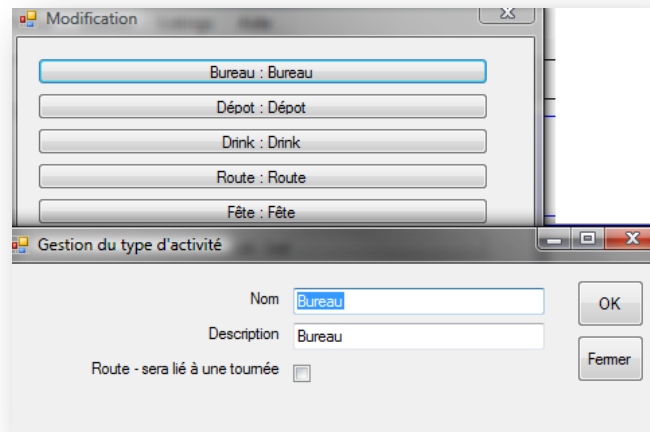 Modification
Bureau : Bureau
Dépot : Dépot
Drink : Drink
Route : Route
Fête : Fête
Gestion du type d'activité
Nom Bureau OK
Description Bureau
Route - sera lié à une tournée Fermer